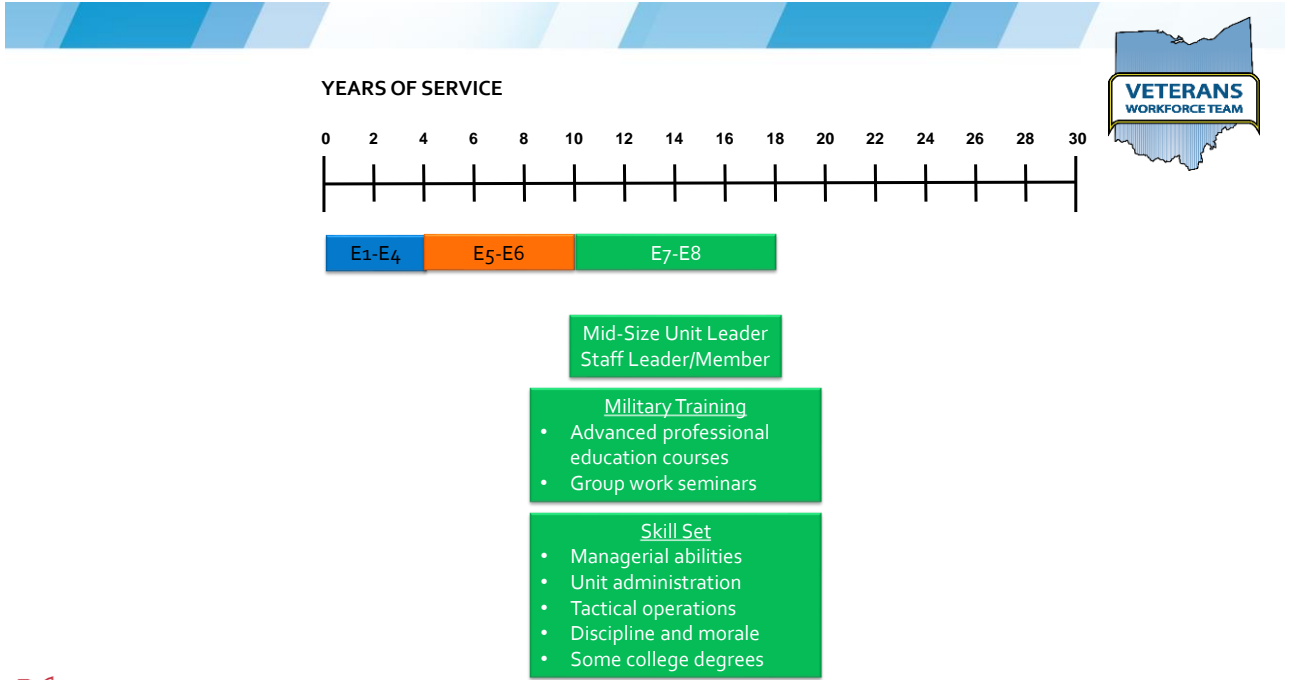 YEARS OF SERVICE
VETERANS
WORKFORCE TEAM
0 2 4 6 8 10 12 14 16 18 20 22 24 26 28 30
E1-E4 E5-E6 E7-E8
Mid-Size Unit Leader
Staff Leader/Member
Military Training
• Advanced professional
education courses
• Group work seminars
Skill Set
• Managerial abilities
• Unit administration
• Tactical operations
• Discipline and morale
• Some college degrees